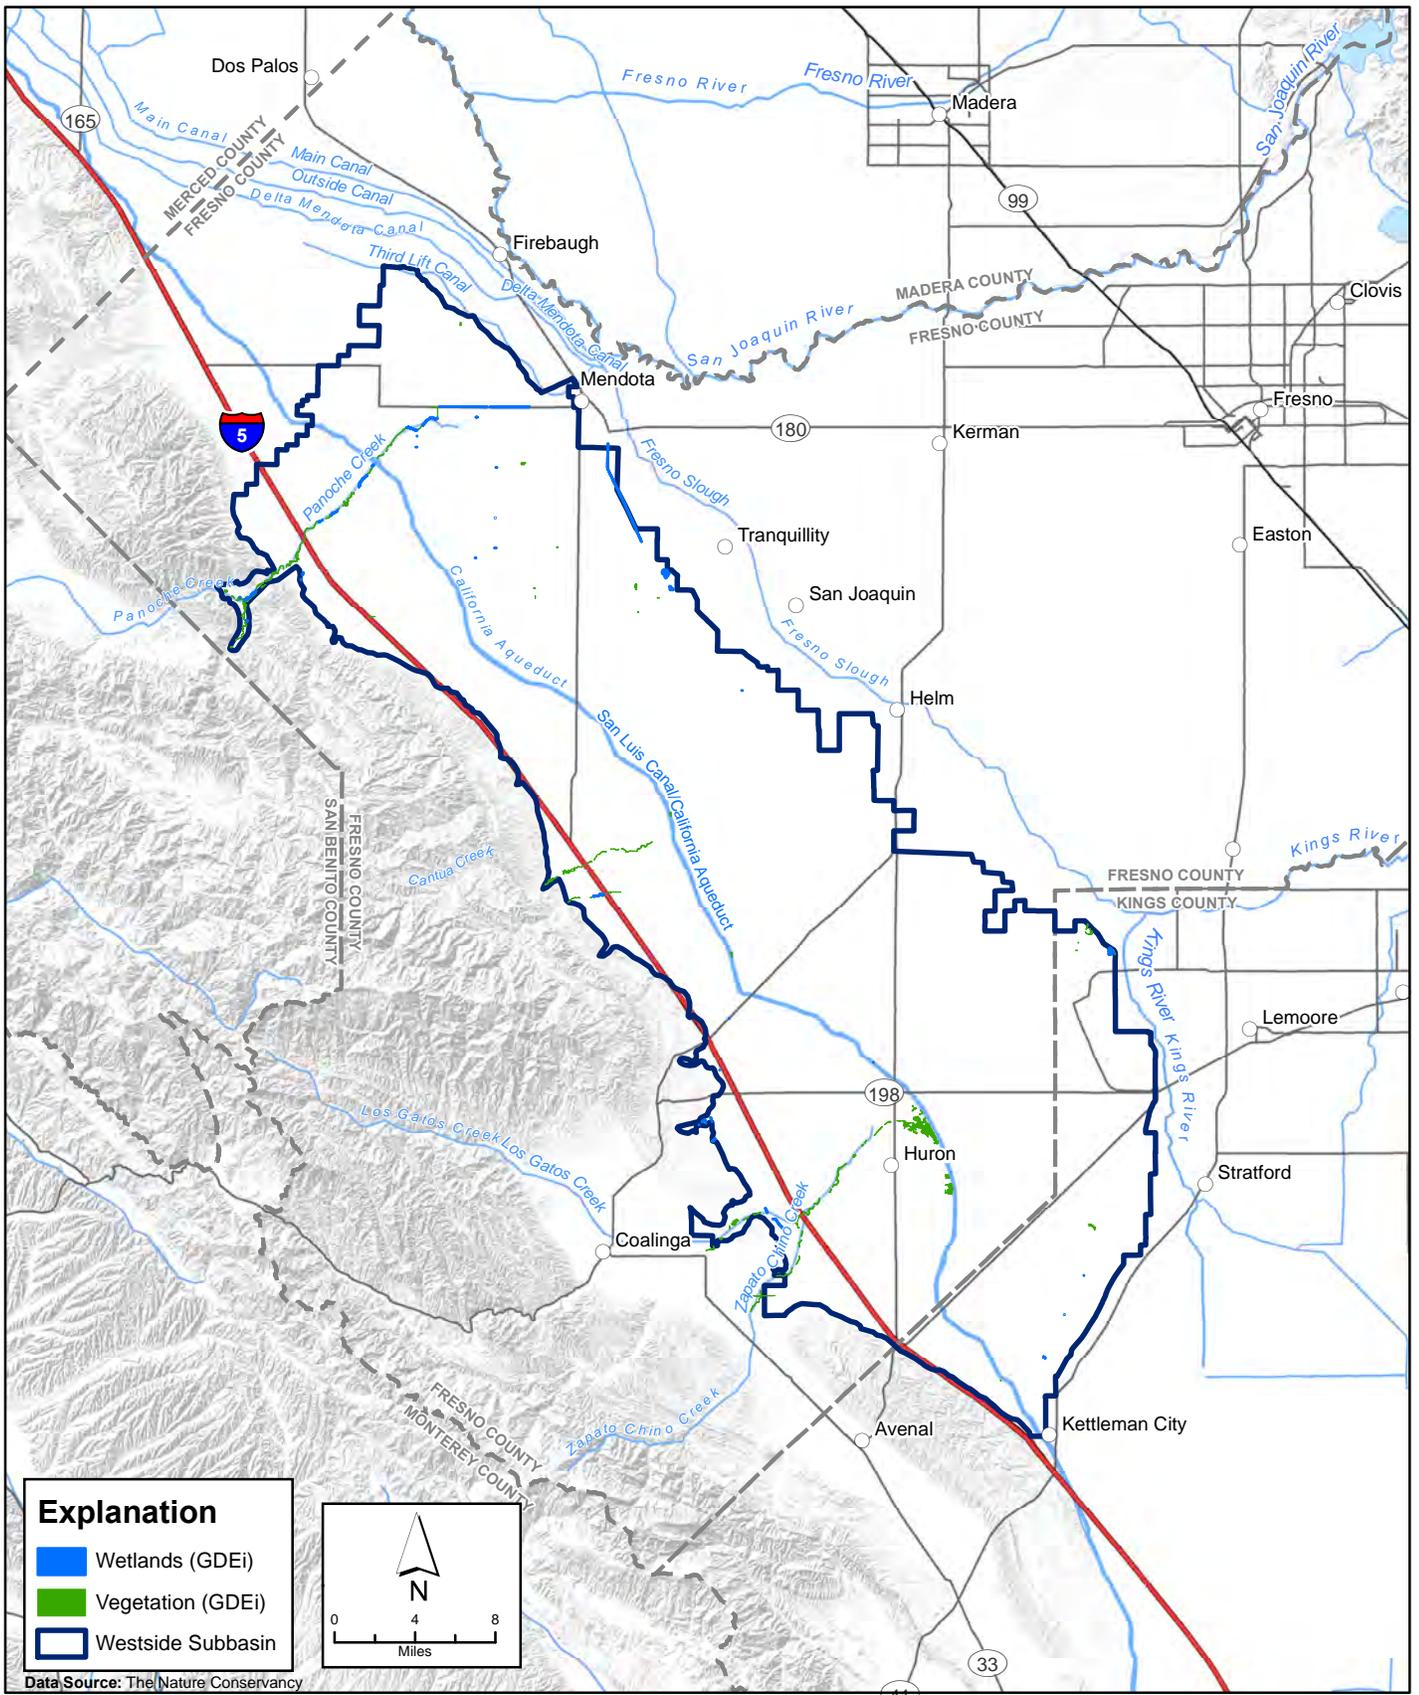 Dos Palos
165
Main Canal
MERCED COUNTY
FRESNO COUNTY
Main Canal
Outside Canal
Delta Mendota Canal
Third Lift Canal
Firebaugh
Delta-Mendota Canal
Fresno River
Fresno River
Madera
99
San Joaquin River
MADERA COUNTY
FRESNO COUNTY
San Joaquin River
Clovis
Mendota
Fresno
180
Kerman
5
Panoche Creek
Fresno Slough
Tranquillity
Easton
Panoche Creek
California Aqueduct
San Joaquin
Fresno Slough
Helm
San Luis Canal/California Aqueduct
FRESNO COUNTY
SAN BENITO COUNTY
Cantua Creek
Kings River
FRESNO COUNTY
KINGS COUNTY
Kings River
Kings River
Lemoore
198
Los Gatos Creek
Los Gatos Creek
Huron
Stratford
Coalinga
Zapato Chino Creek
FRESNO COUNTY
MONTEREY COUNTY
Zapato Chino Creek
Avenal
Kettleman City
33
Explanation
Wetlands (GDEi)
Vegetation (GDEi)
Westside Subbasin
N
0 4 8
Miles
Data Source: The Nature Conservancy